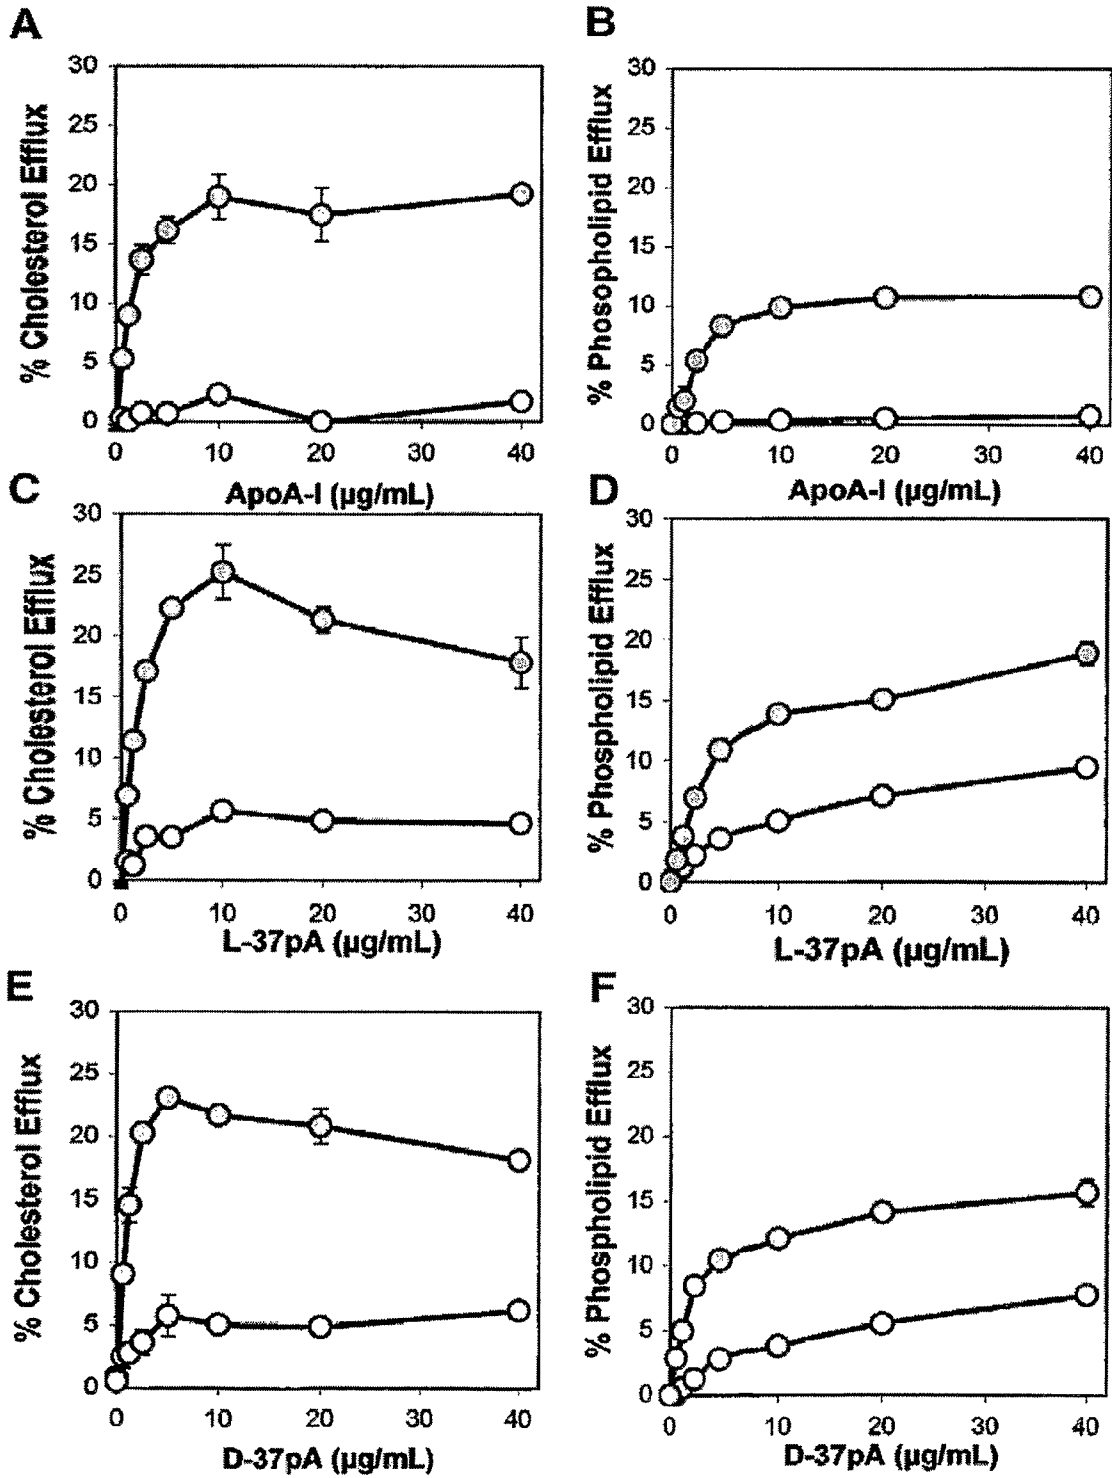 A
30
25
20
15
10
5
0
% Cholesterol Efflux
0 10 20 30 40
ApoA-I (µg/mL)
B
30
25
20
15
10
5
0
% Phosopholipid Efflux
0 10 20 30 40
ApoA-I (µg/mL)
C
30
25
20
15
10
5
0
% Cholesterol Efflux
0 10 20 30 40
L-37pA (µg/mL)
D
30
25
20
15
10
5
0
% Phospholipid Efflux
0 10 20 30 40
L-37pA (µg/mL)
E
30
25
20
15
10
5
0
% Cholesterol Efflux
0 10 20 30 40
D-37pA (µg/mL)
F
30
25
20
15
10
5
0
% Phospholipid Efflux
0 10 20 30 40
D-37pA (µg/mL)